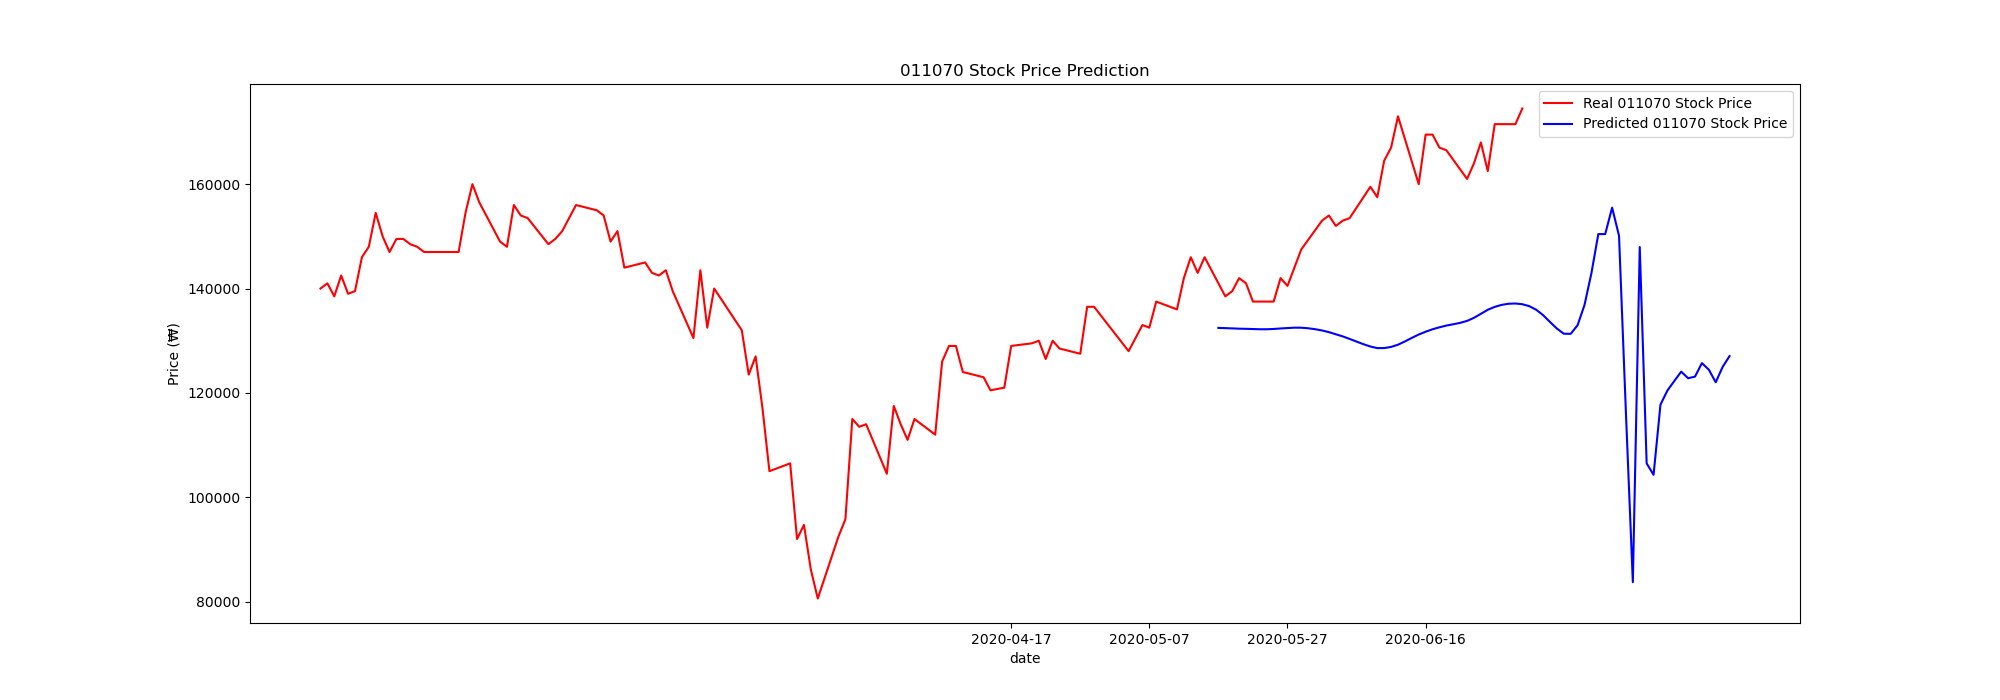 011070 Stock Price Prediction
Real 011070 Stock Price
Predicted 011070 Stock Price
Price (₩)
160000
140000
120000
100000
80000
2020-04-17
2020-05-07
2020-05-27
2020-06-16
date